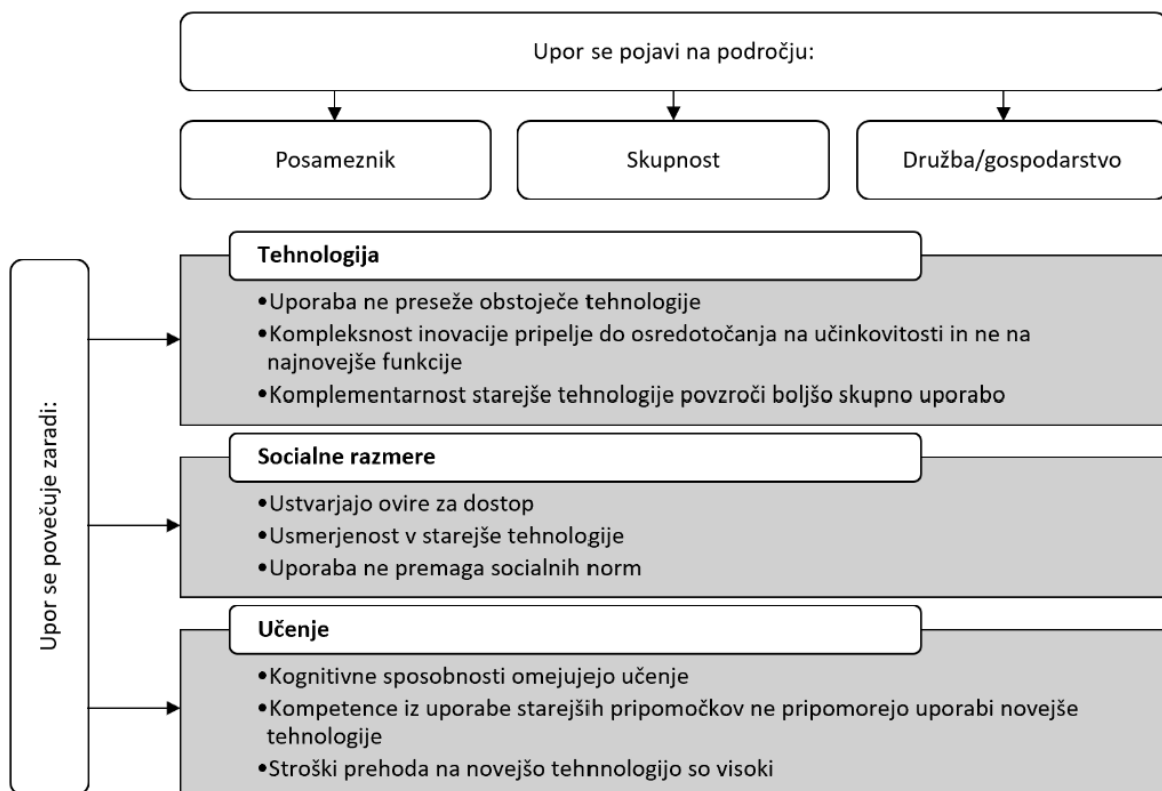 Upor se pojavi na področju:
Posameznik
Skupnost
Družba/gospodarstvo
Upor se povečuje zaradi:
Tehnologija
•Uporaba ne preseže obstoječe tehnologije
•Kompleksnost inovacije pripelje do osredotočanja na učinkovitosti in ne na
najnovejše funkcije
•Komplementarnost starejše tehnologije povzroči boljšo skupno uporabo
Socialne razmere
•Ustvarjajo ovire za dostop
•Usmerjenost v starejše tehnologije
•Uporaba ne premaga socialnih norm
Učenje
•Kognitivne sposobnosti omejujejo učenje
•Kompetence iz uporabe starejših pripomočkov ne pripomorejo uporabi novejše
tehnologije
•Stroški prehoda na novejšo tehnnologijo so visoki